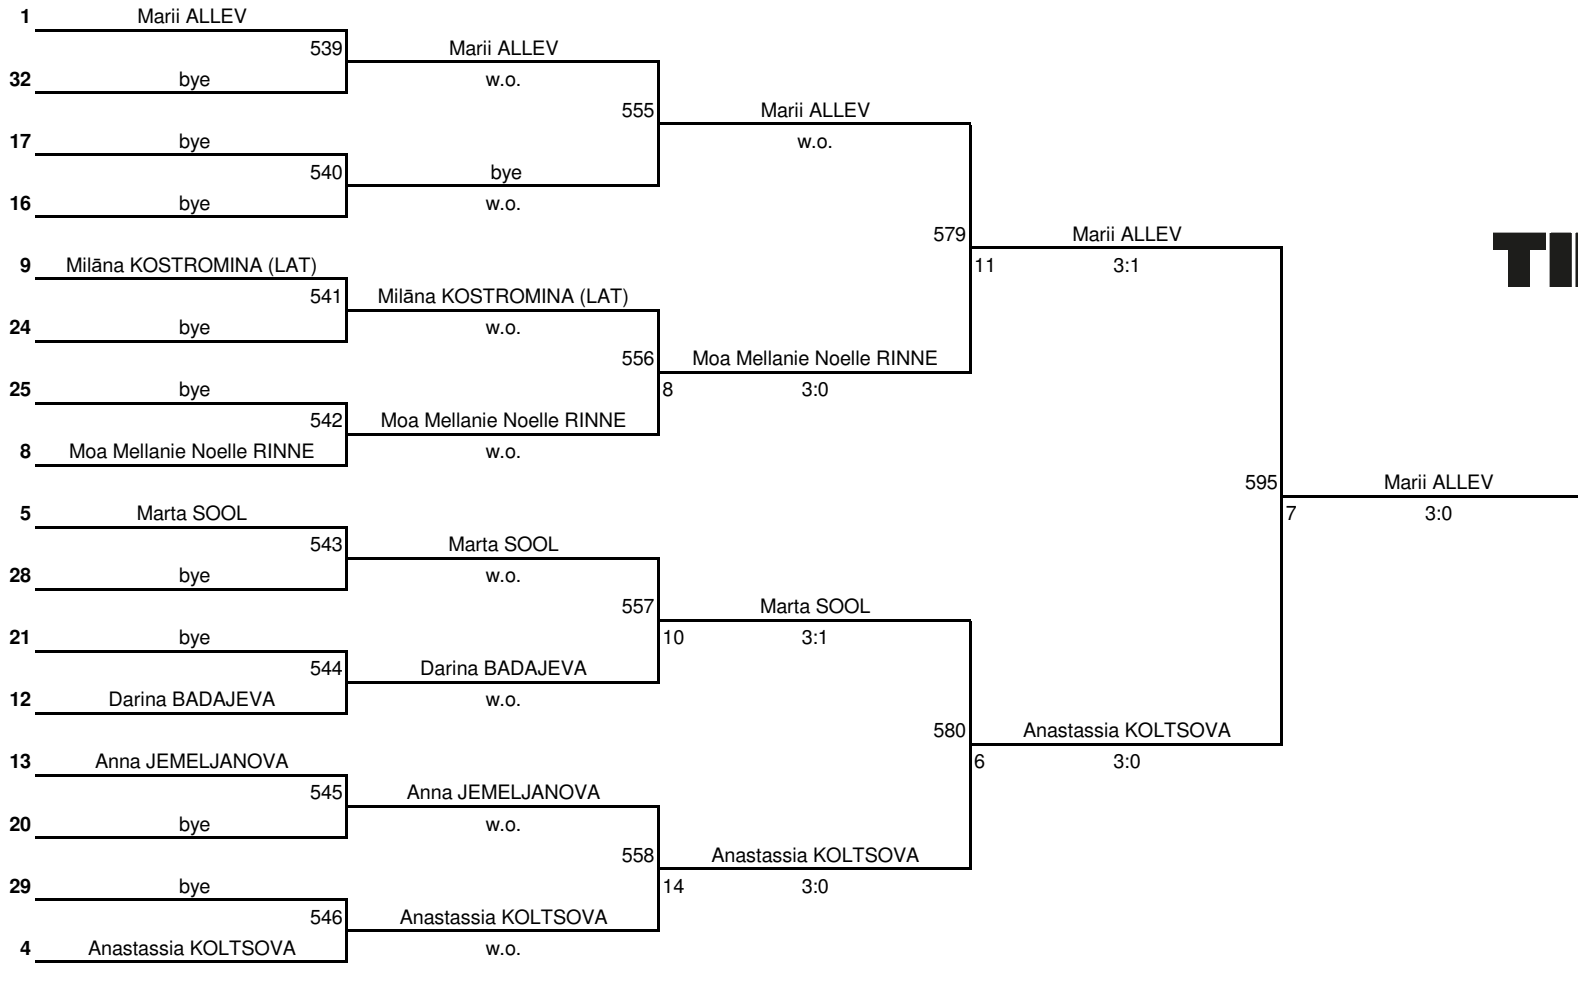 1 Marii ALLEV
539 Marii ALLEV
32 bye w.o.
555 Marii ALLEV
17 bye w.o.
540 bye
16 bye w.o.
579 Marii ALLEV
9 Milāna KOSTROMINA (LAT) 11 3:1
541 Milāna KOSTROMINA (LAT)
24 bye w.o.
556 Moa Mellanie Noelle RINNE
25 bye 8 3:0
542 Moa Mellanie Noelle RINNE
8 Moa Mellanie Noelle RINNE w.o.
595 Marii ALLEV
5 Marta SOOL 7 3:0
543 Marta SOOL
28 bye w.o.
557 Marta SOOL
21 bye 10 3:1
544 Darina BADAJEVA
12 Darina BADAJEVA w.o.
580 Anastassia KOLTSOVA
13 Anna JEMELJANOVA 6 3:0
545 Anna JEMELJANOVA
20 bye w.o.
558 Anastassia KOLTSOVA
29 bye 14 3:0
546 Anastassia KOLTSOVA
4 Anastassia KOLTSOVA w.o.